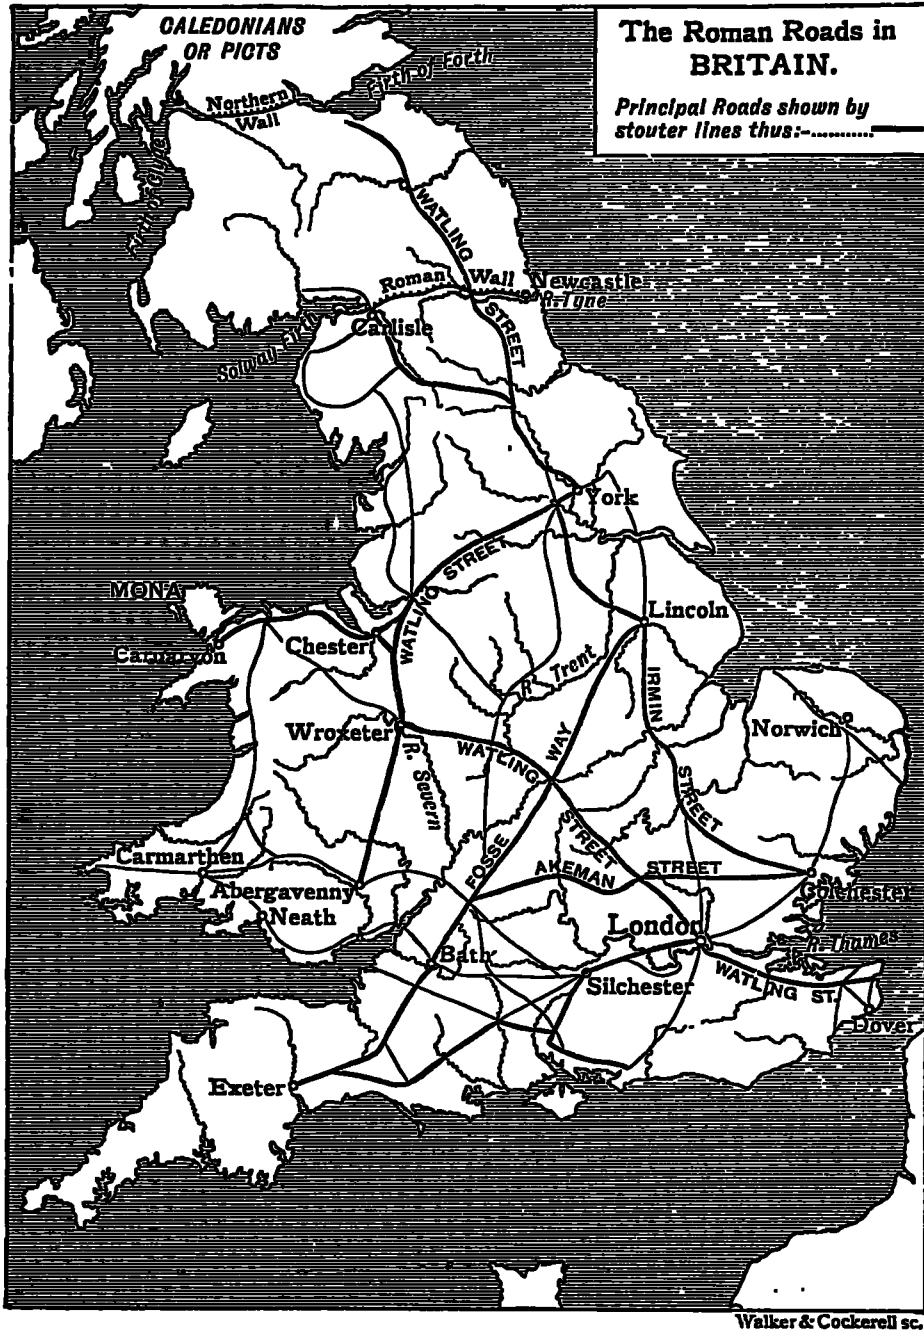 CALEDONIANS
OR PICTS
The Roman Roads in
BRITAIN.
Principal Roads shown by
stouter lines thus:-............
Firth of Forth
Northern
Wall
Firth of Clyde
WATLING
Roman Wall
Newcastle
R. Tyne
STREET
Solway Firth
Carlisle
York
WATLING STREET
MONA
Carnarvon
Chester
Lincoln
R. Trent
IRMIN
STREET
Norwich
Wroxeter
R. Severn
WATLING
STREET
FOSSE
WAY
AKEMAN
STREET
Carmarthen
Abergavenny
Neath
Colchester
London
R. Thames
Bath
Silchester
WATLING ST.
Dover
Exeter
Walker & Cockerell sc.